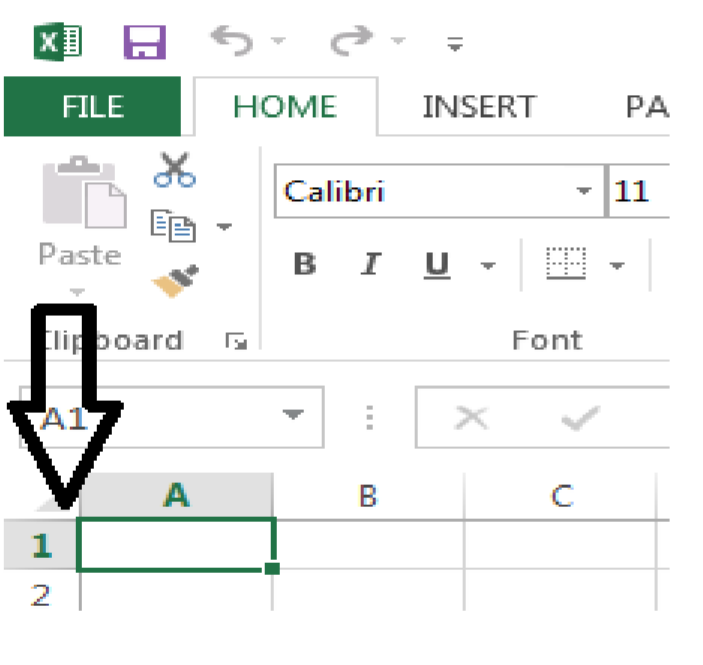 FILE HOME INSERT PA
Calibri 11
Paste
B I U
Clipboard Font
A1
A B C
1
2